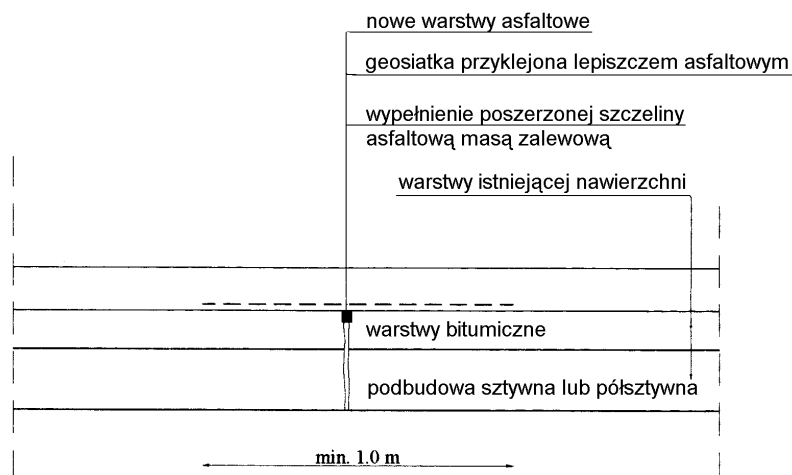 nowe warstwy asfaltowe
geosiatka przyklejona lepiszczem asfaltowym
wypełnienie poszerzonej szczeliny
asfaltową masą zalewową
warstwy istniejącej nawierzchni
warstwy bitumiczne
podbudowa sztywna lub półsztywna
min. 1.0 m